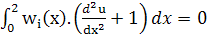 ∫₀² wᵢ(x).(d²u/dx² + 1) dx = 0